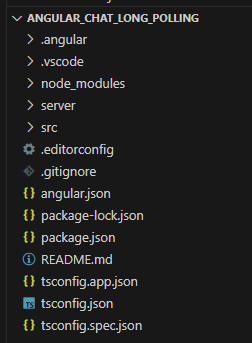 ANGULAR_CHAT_LONG_POLLING
.angular
.vscode
node_modules
server
src
.editorconfig
.gitignore
angular.json
package-lock.json
package.json
README.md
tsconfig.app.json
tsconfig.json
tsconfig.spec.json